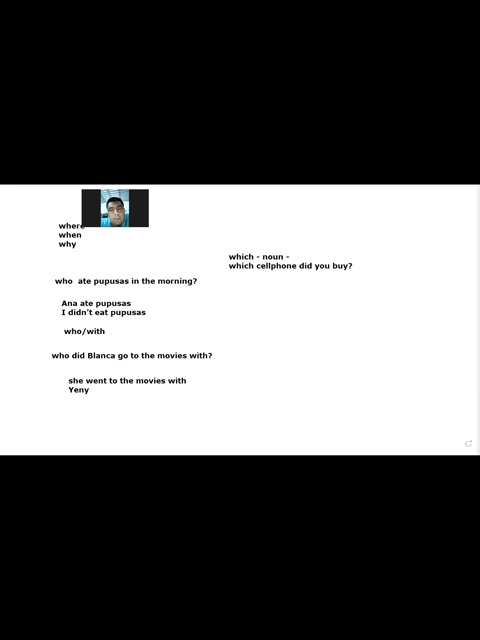 where
when
why
which - noun -
which cellphone did you buy?
who  ate pupusas in the morning?
Ana ate pupusas
I didn't eat pupusas
who/with
who did Blanca go to the movies with?
she went to the movies with
Yeny